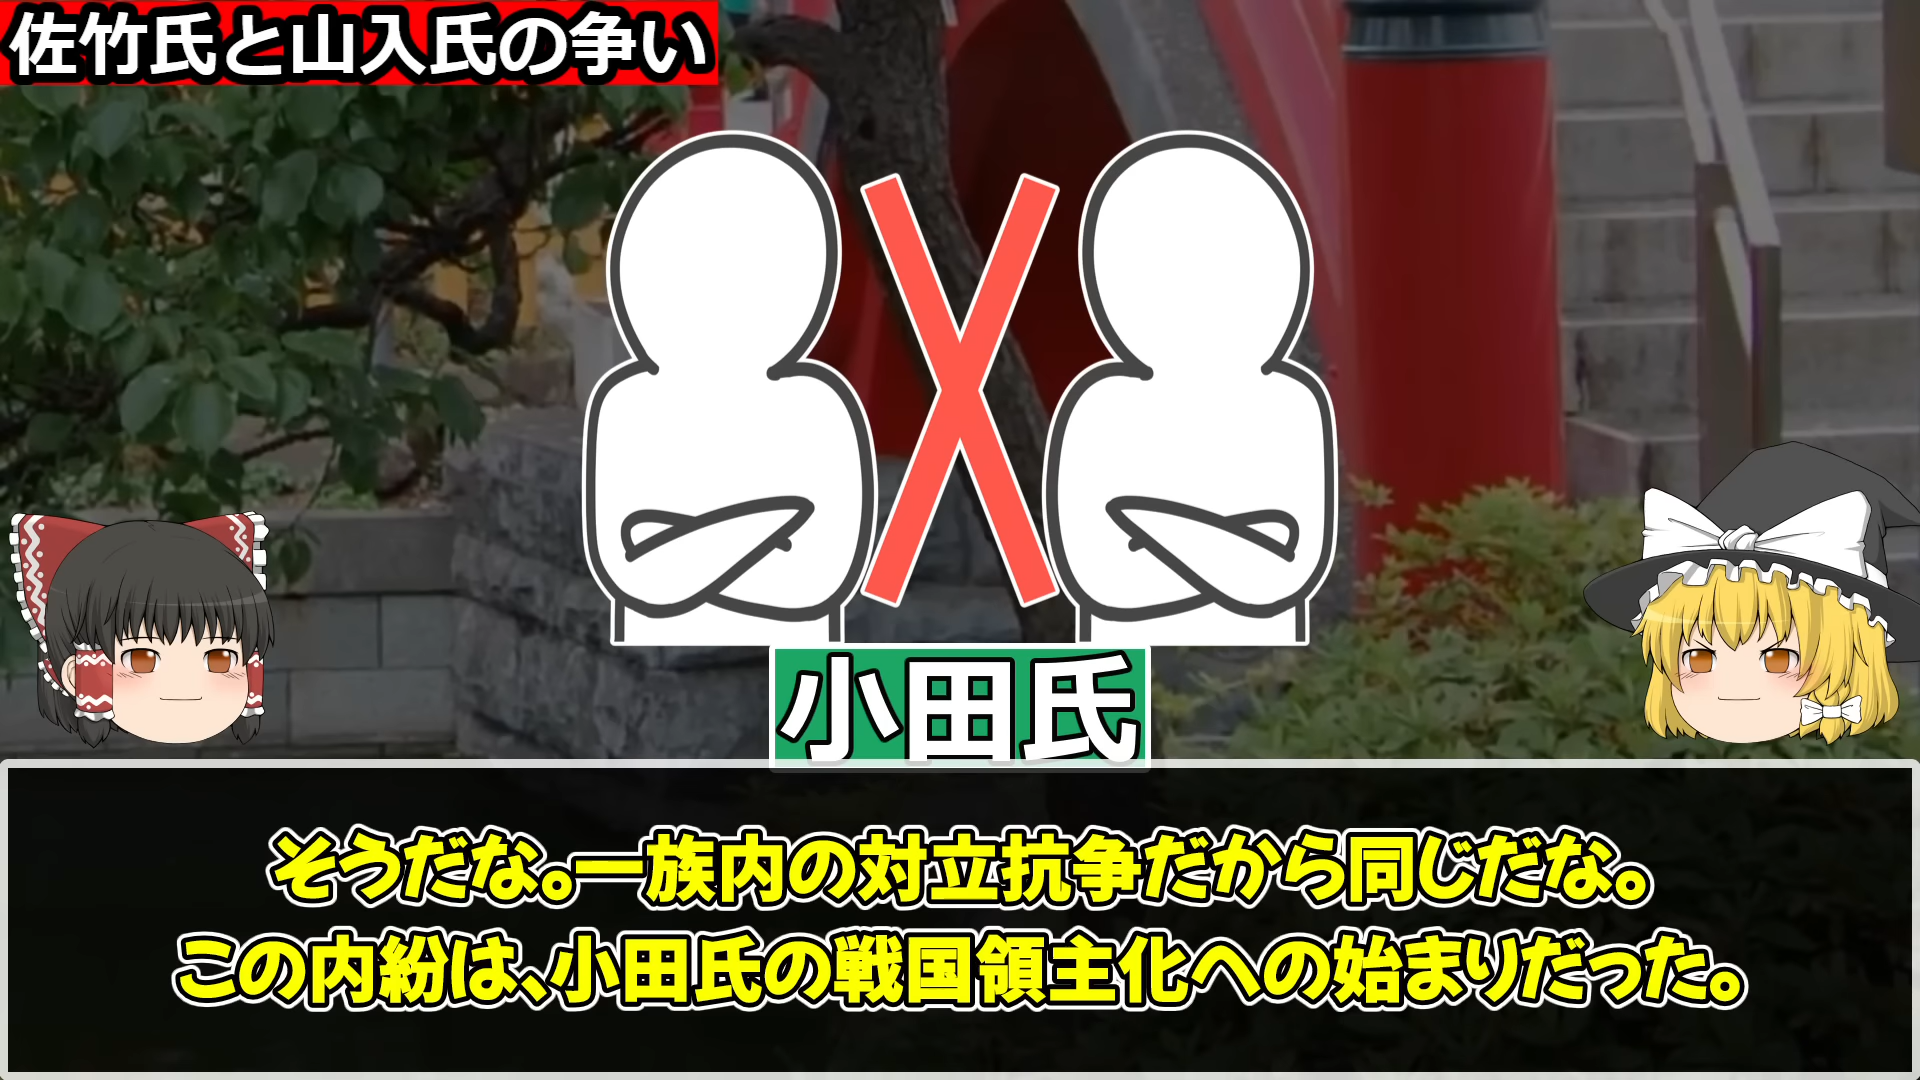 佐竹氏と山入氏の争い
小田氏
そうだな。一族内の対立抗争だから同じだな。
この内紛は、小田氏の戦国領主化への始まりだった。